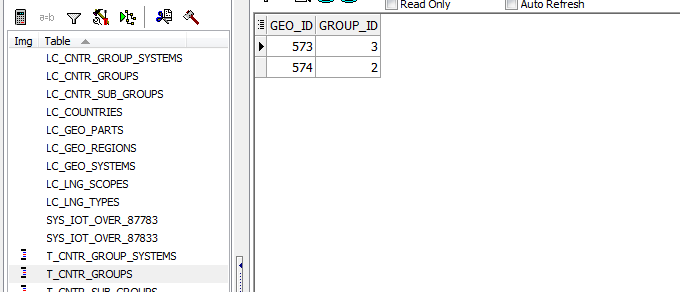 Read Only Auto Refresh
a=b
Img Table
LC_CNTR_GROUP_SYSTEMS
LC_CNTR_GROUPS
LC_CNTR_SUB_GROUPS
LC_COUNTRIES
LC_GEO_PARTS
LC_GEO_REGIONS
LC_GEO_SYSTEMS
LC_LNG_SCOPES
LC_LNG_TYPES
SYS_IOT_OVER_87783
SYS_IOT_OVER_87833
T_CNTR_GROUP_SYSTEMS
T_CNTR_GROUPS
T_CNTR_SUB_GROUPS
GEO_ID GROUP_ID
573 3
574 2